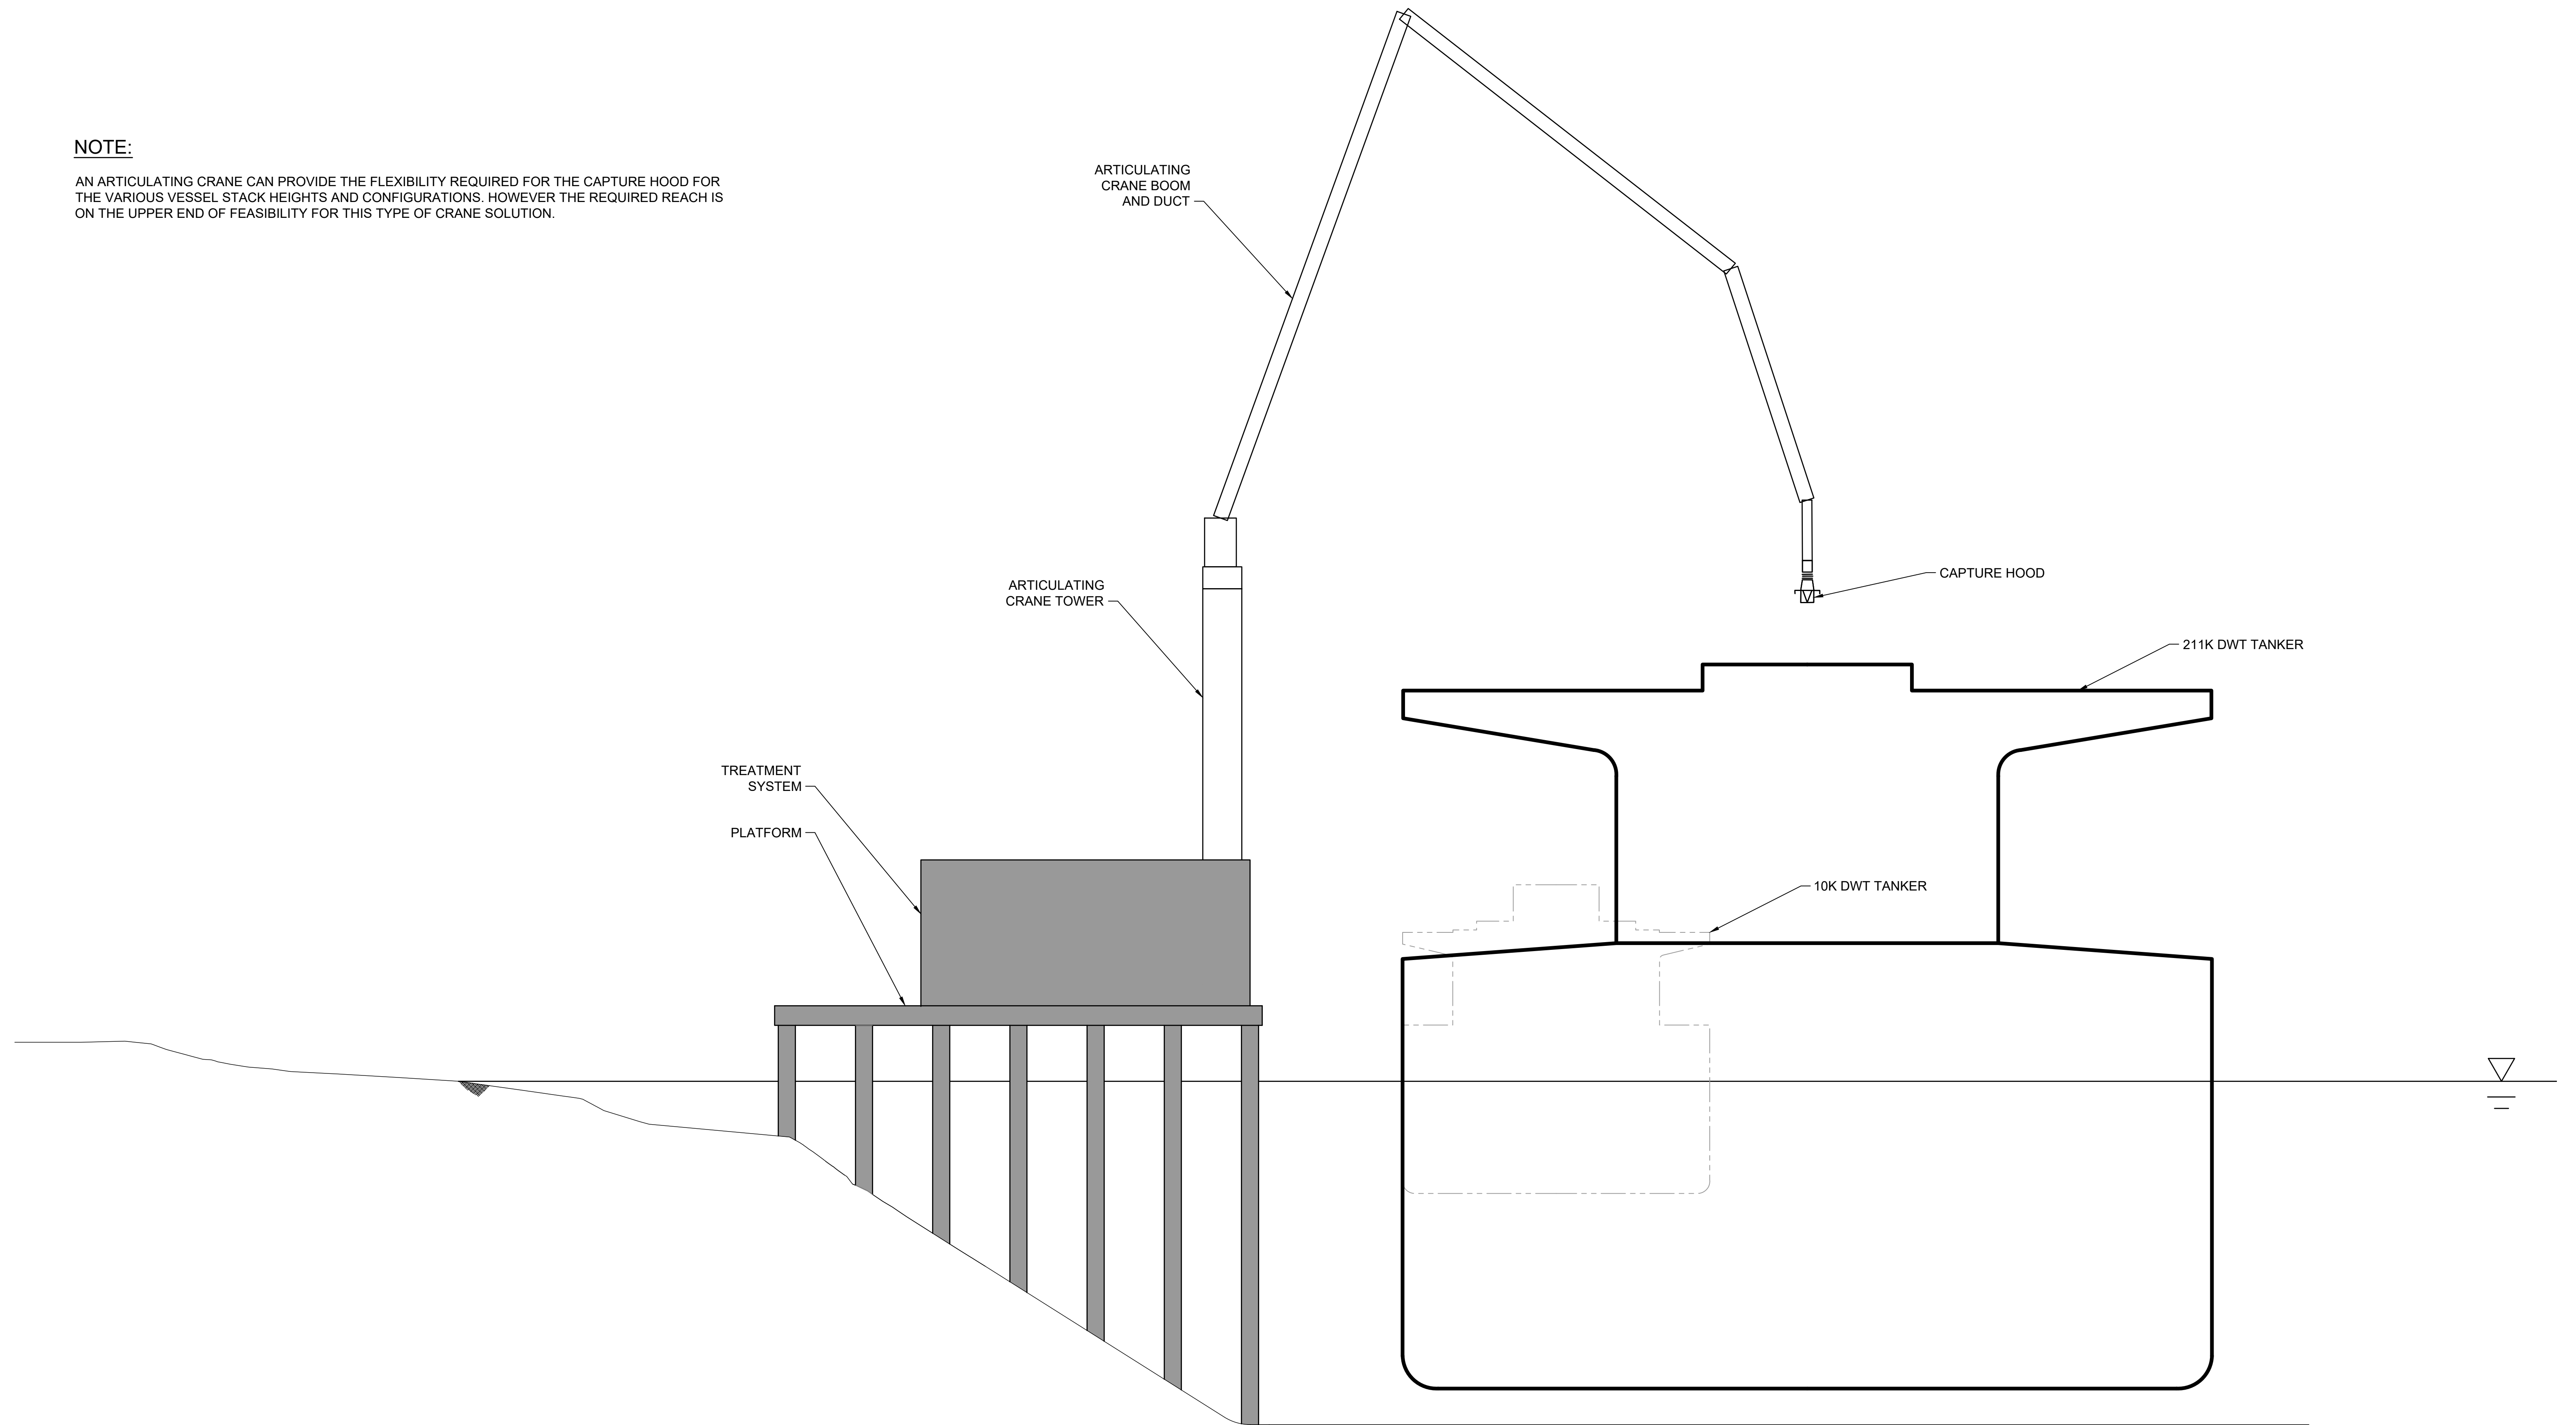 NOTE:
AN ARTICULATING CRANE CAN PROVIDE THE FLEXIBILITY REQUIRED FOR THE CAPTURE HOOD FOR
THE VARIOUS VESSEL STACK HEIGHTS AND CONFIGURATIONS. HOWEVER THE REQUIRED REACH IS
ON THE UPPER END OF FEASIBILITY FOR THIS TYPE OF CRANE SOLUTION.
ARTICULATING
CRANE BOOM
AND DUCT
ARTICULATING
CRANE TOWER
CAPTURE HOOD
211K DWT TANKER
TREATMENT
SYSTEM
PLATFORM
10K DWT TANKER